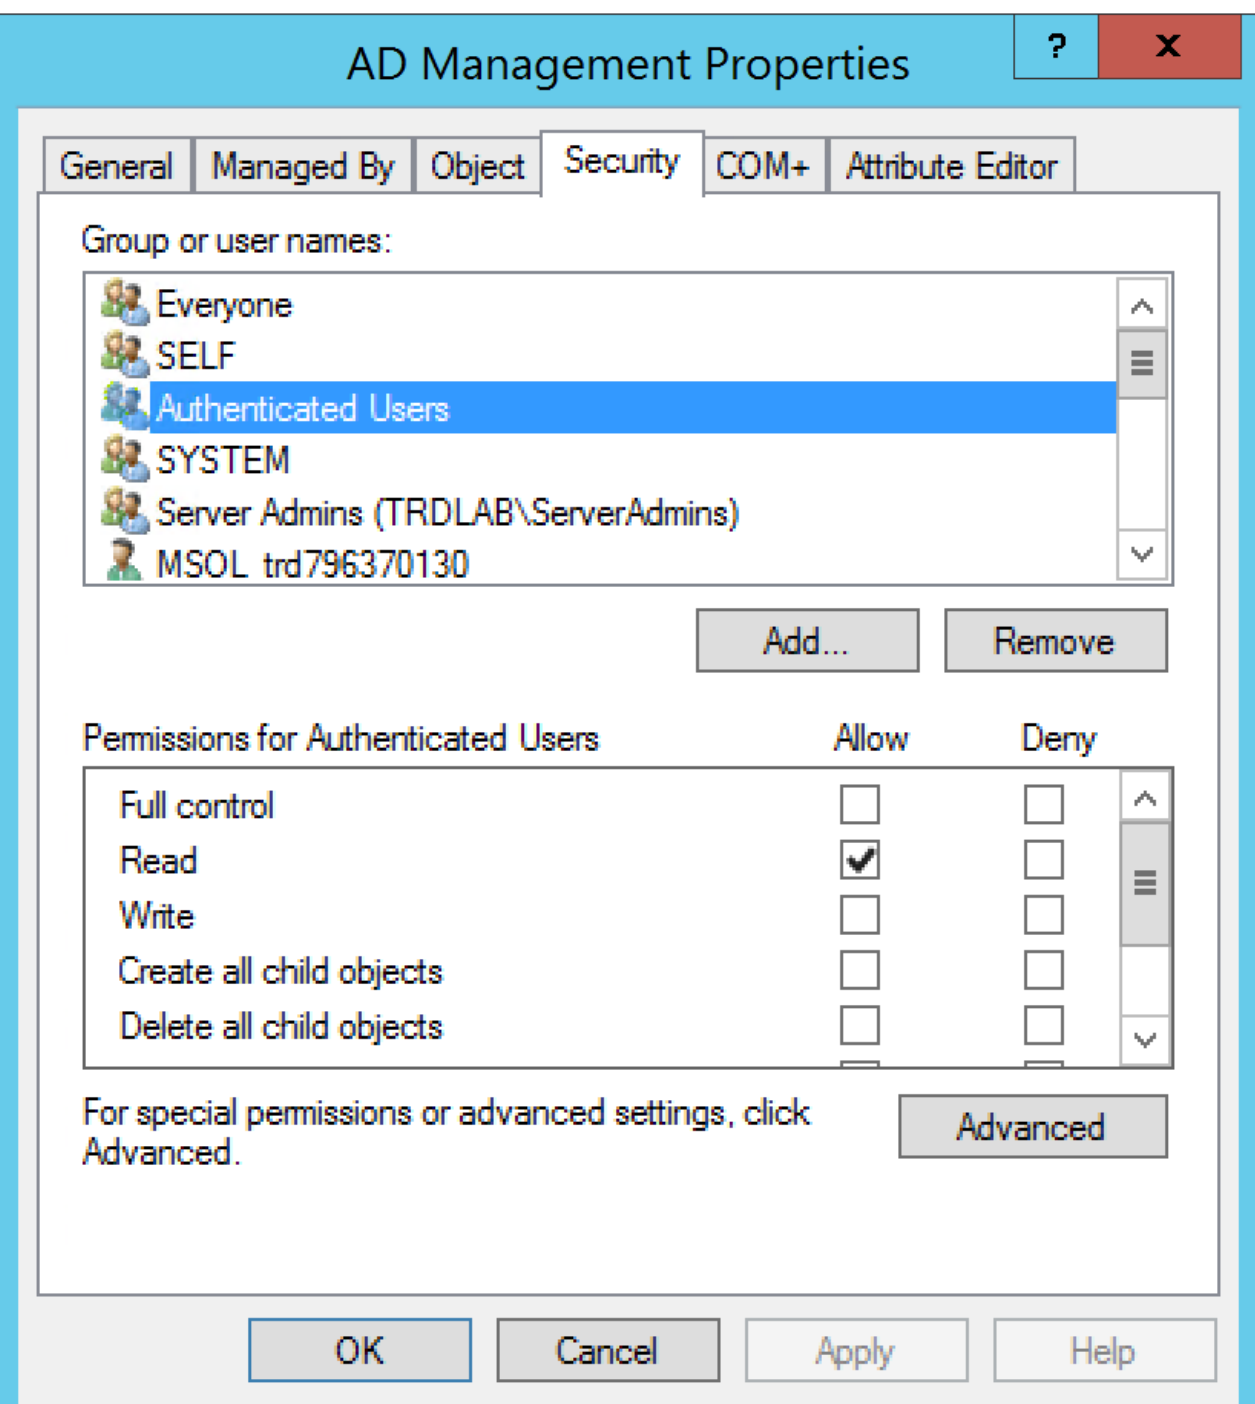 AD Management Properties
?
x
General
Managed By
Object
Security
COM+
Attribute Editor
Group or user names:
Everyone
SELF
Authenticated Users
SYSTEM
Server Admins (TRDLAB\ServerAdmins)
MSOL_trd796370130
Add...
Remove
Permissions for Authenticated Users
Allow
Deny
Full control
Read
Write
Create all child objects
Delete all child objects
For special permissions or advanced settings, click
Advanced.
Advanced
OK
Cancel
Apply
Help